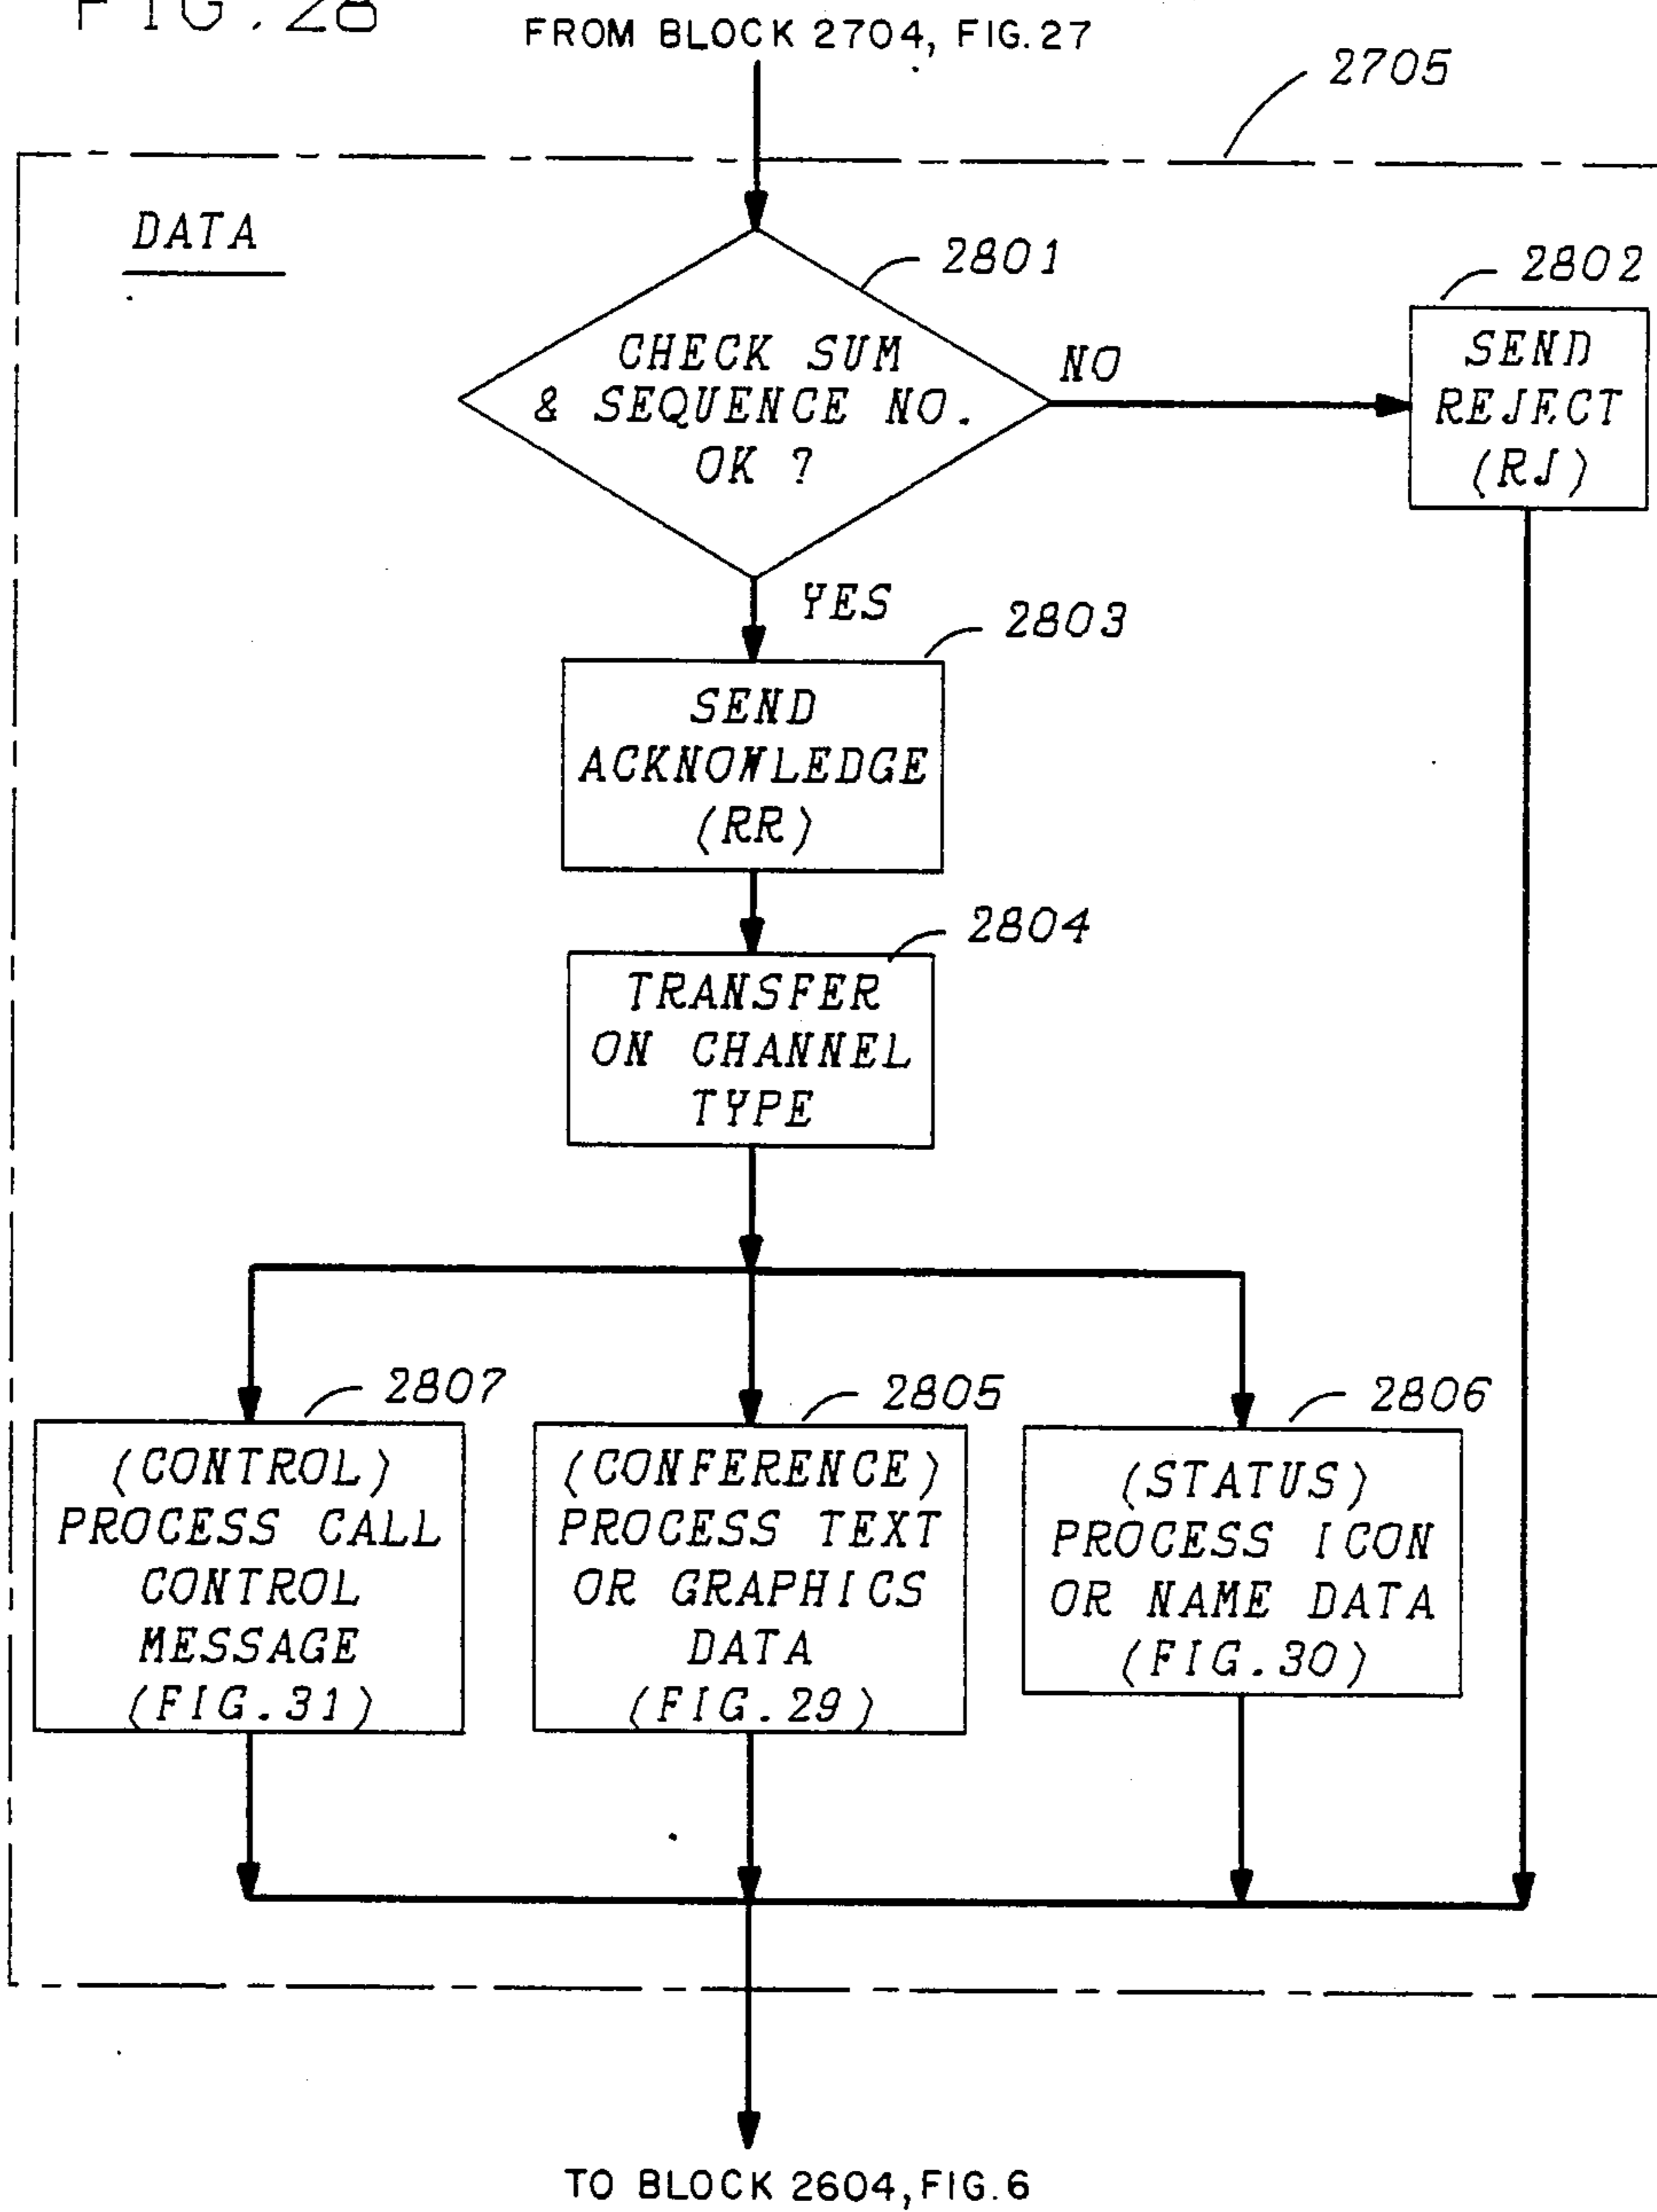 FIG. 28
FROM BLOCK 2704, FIG. 27
2705
DATA
2801
CHECK SUM
& SEQUENCE NO.
OK ?
NO
2802
SEND
REJECT
(RJ)
YES
2803
SEND
ACKNOWLEDGE
(RR)
2804
TRANSFER
ON CHANNEL
TYPE
2807
(CONTROL)
PROCESS CALL
CONTROL
MESSAGE
(FIG.31)
2805
(CONFERENCE)
PROCESS TEXT
OR GRAPHICS
DATA
(FIG.29)
2806
(STATUS)
PROCESS ICON
OR NAME DATA
(FIG.30)
TO BLOCK 2604, FIG.6